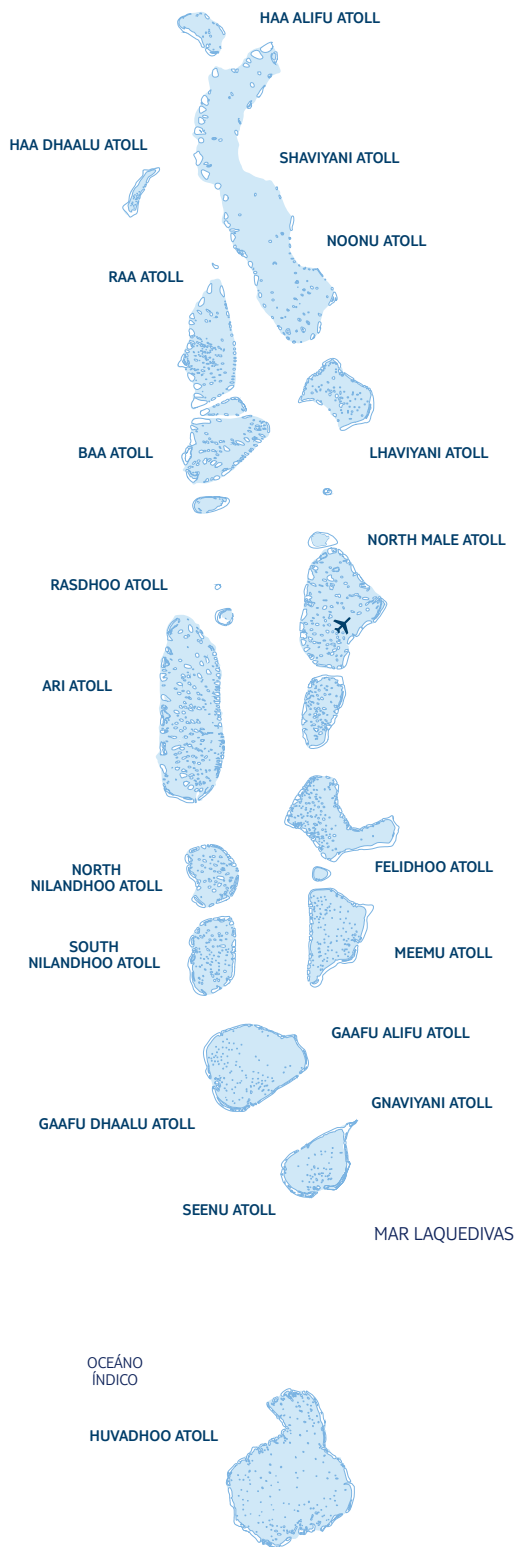 HAA ALIFU ATOLL
HAA DHAALU ATOLL
SHAVIYANI ATOLL
NOONU ATOLL
RAA ATOLL
BAA ATOLL
LHAVIYANI ATOLL
NORTH MALE ATOLL
RASDHOO ATOLL
ARI ATOLL
FELIDHOO ATOLL
NORTH
NILANDHOO ATOLL
SOUTH
NILANDHOO ATOLL
MEEMU ATOLL
GAAFU ALIFU ATOLL
GNAVIYANI ATOLL
GAAFU DHAALU ATOLL
SEENU ATOLL
MAR LAQUEDIVAS
OCEÁNO
ÍNDICO
HUVADHOO ATOLL